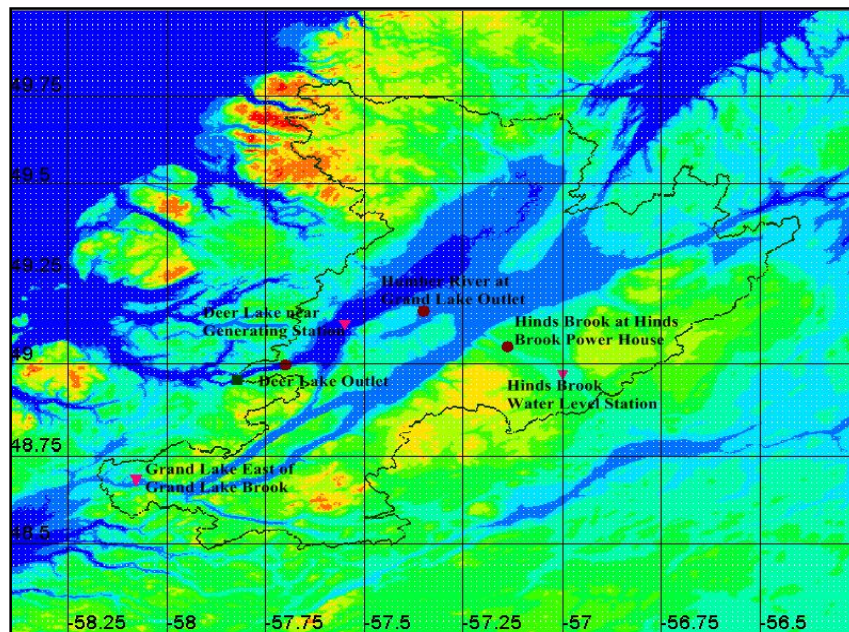 49.75
49.5
49.25
Humber River at
Grand Lake Outlet
Deer Lake near
Generating Station
Hinds Brook at Hinds
Brook Power House
49
Deer Lake Outlet
Hinds Brook
Water Level Station
48.75
Grand Lake East of
Grand Lake Brook
48.5
-58.25
-58
-57.75
-57.5
-57.25
-57
-56.75
-56.5